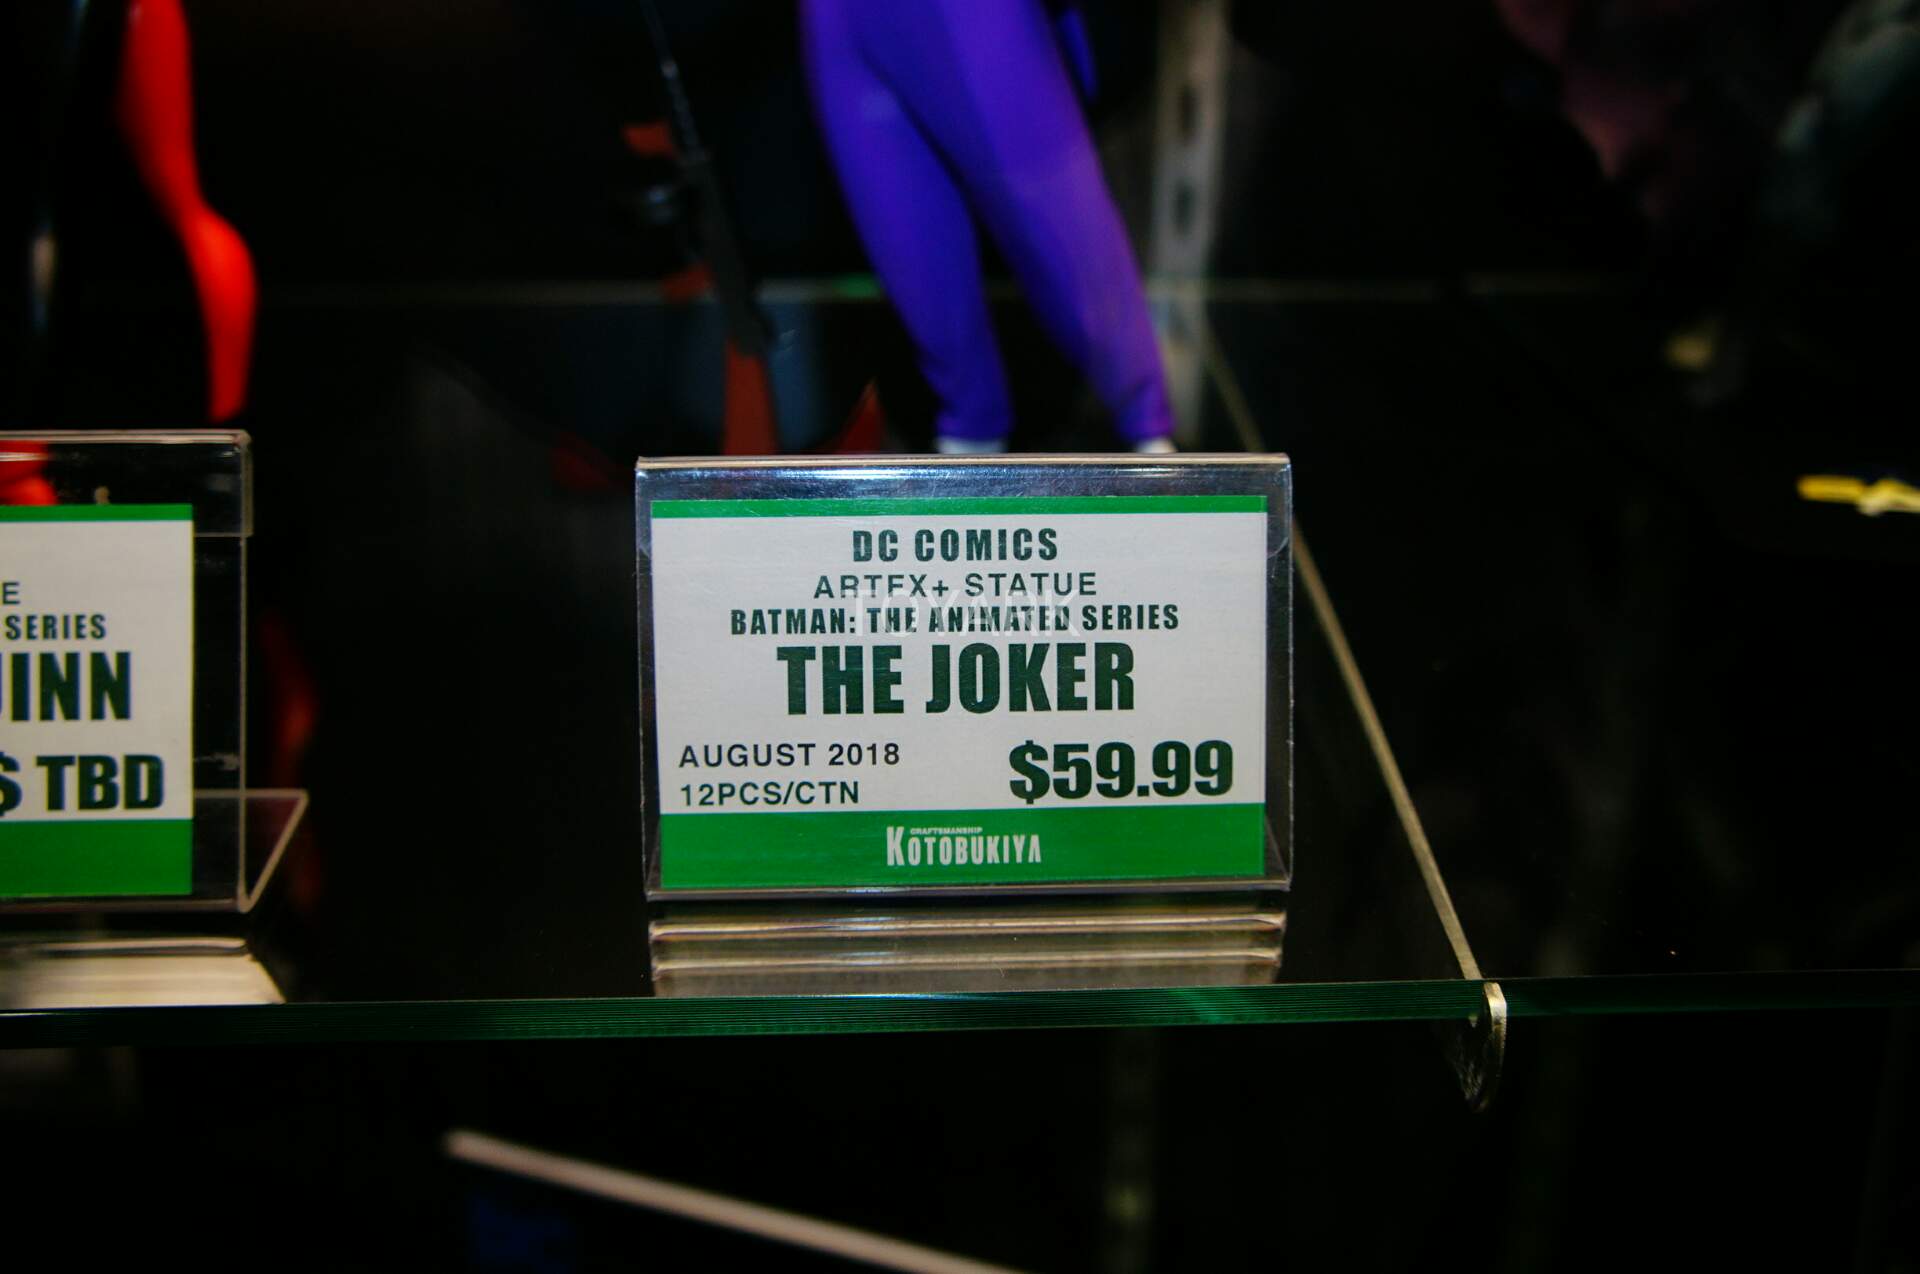 DC COMICS
ARTFX+ STATUE
BATMAN: THE ANIMATED SERIES
THE JOKER
AUGUST 2018
$59.99
12PCS/CTN
CRAFTSMANSHIP
KOTOBUKIYA
TOYARK
E
SERIES
UINN
$ TBD